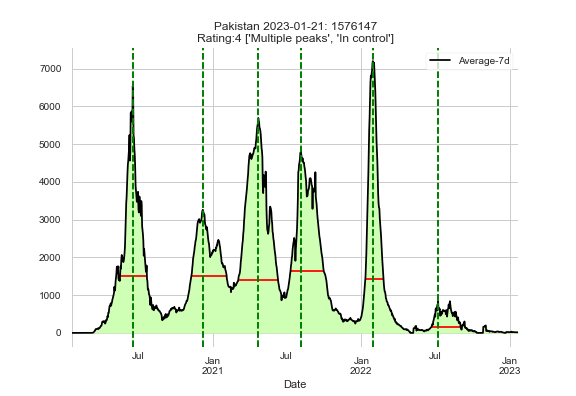 Pakistan 2023-01-21: 1576147
Rating:4 ['Multiple peaks', 'In control']
Average-7d
7000
6000
5000
4000
3000
2000
1000
0
Jul
Jan
2021
Jul
Jan
2022
Jul
Jan
2023
Date